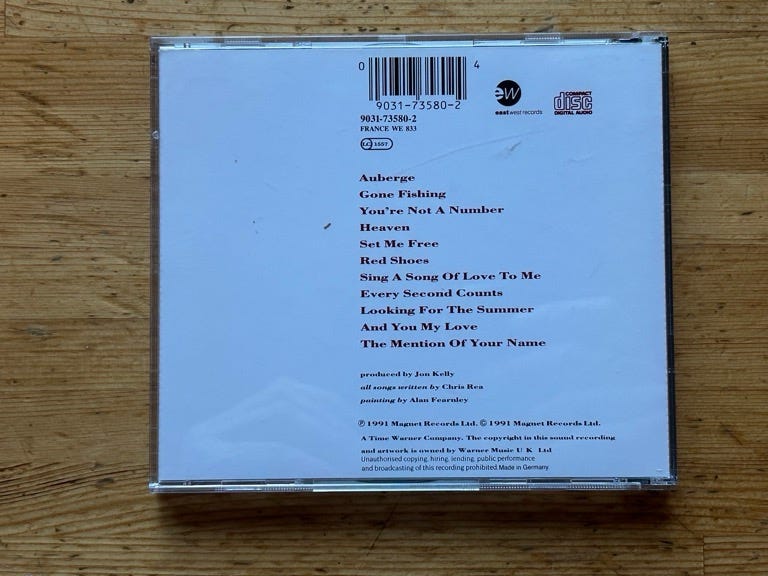 0 4
9031-73580-2
ew
east west records
COMPACT
disc
DIGITAL AUDIO
9031-73580-2
FRANCE WE 833
LC 1557
Auberge
Gone Fishing
You're Not A Number
Heaven
Set Me Free
Red Shoes
Sing A Song Of Love To Me
Every Second Counts
Looking For The Summer
And You My Love
The Mention Of Your Name
produced by Jon Kelly
all songs written by Chris Rea
painting by Alan Fearnley
℗ 1991 Magnet Records Ltd. © 1991 Magnet Records Ltd.
A Time Warner Company. The copyright in this sound recording
and artwork is owned by Warner Music U K Ltd
Unauthorised copying, hiring, lending, public performance
and broadcasting of this recording prohibited. Made in Germany.